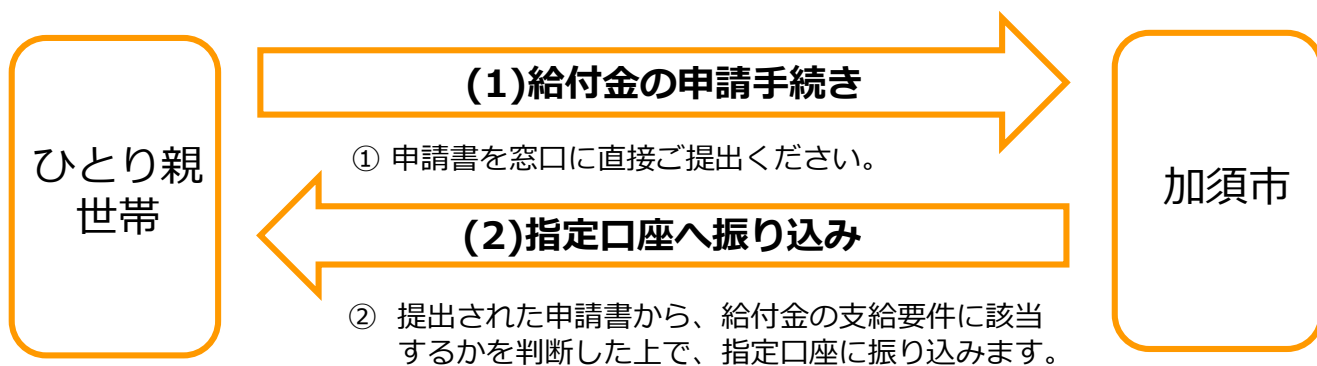 ひとり親
世帯
(1)給付金の申請手続き
① 申請書を窓口に直接ご提出ください。
(2)指定口座へ振り込み
② 提出された申請書から、給付金の支給要件に該当
するかを判断した上で、指定口座に振り込みます。
加須市